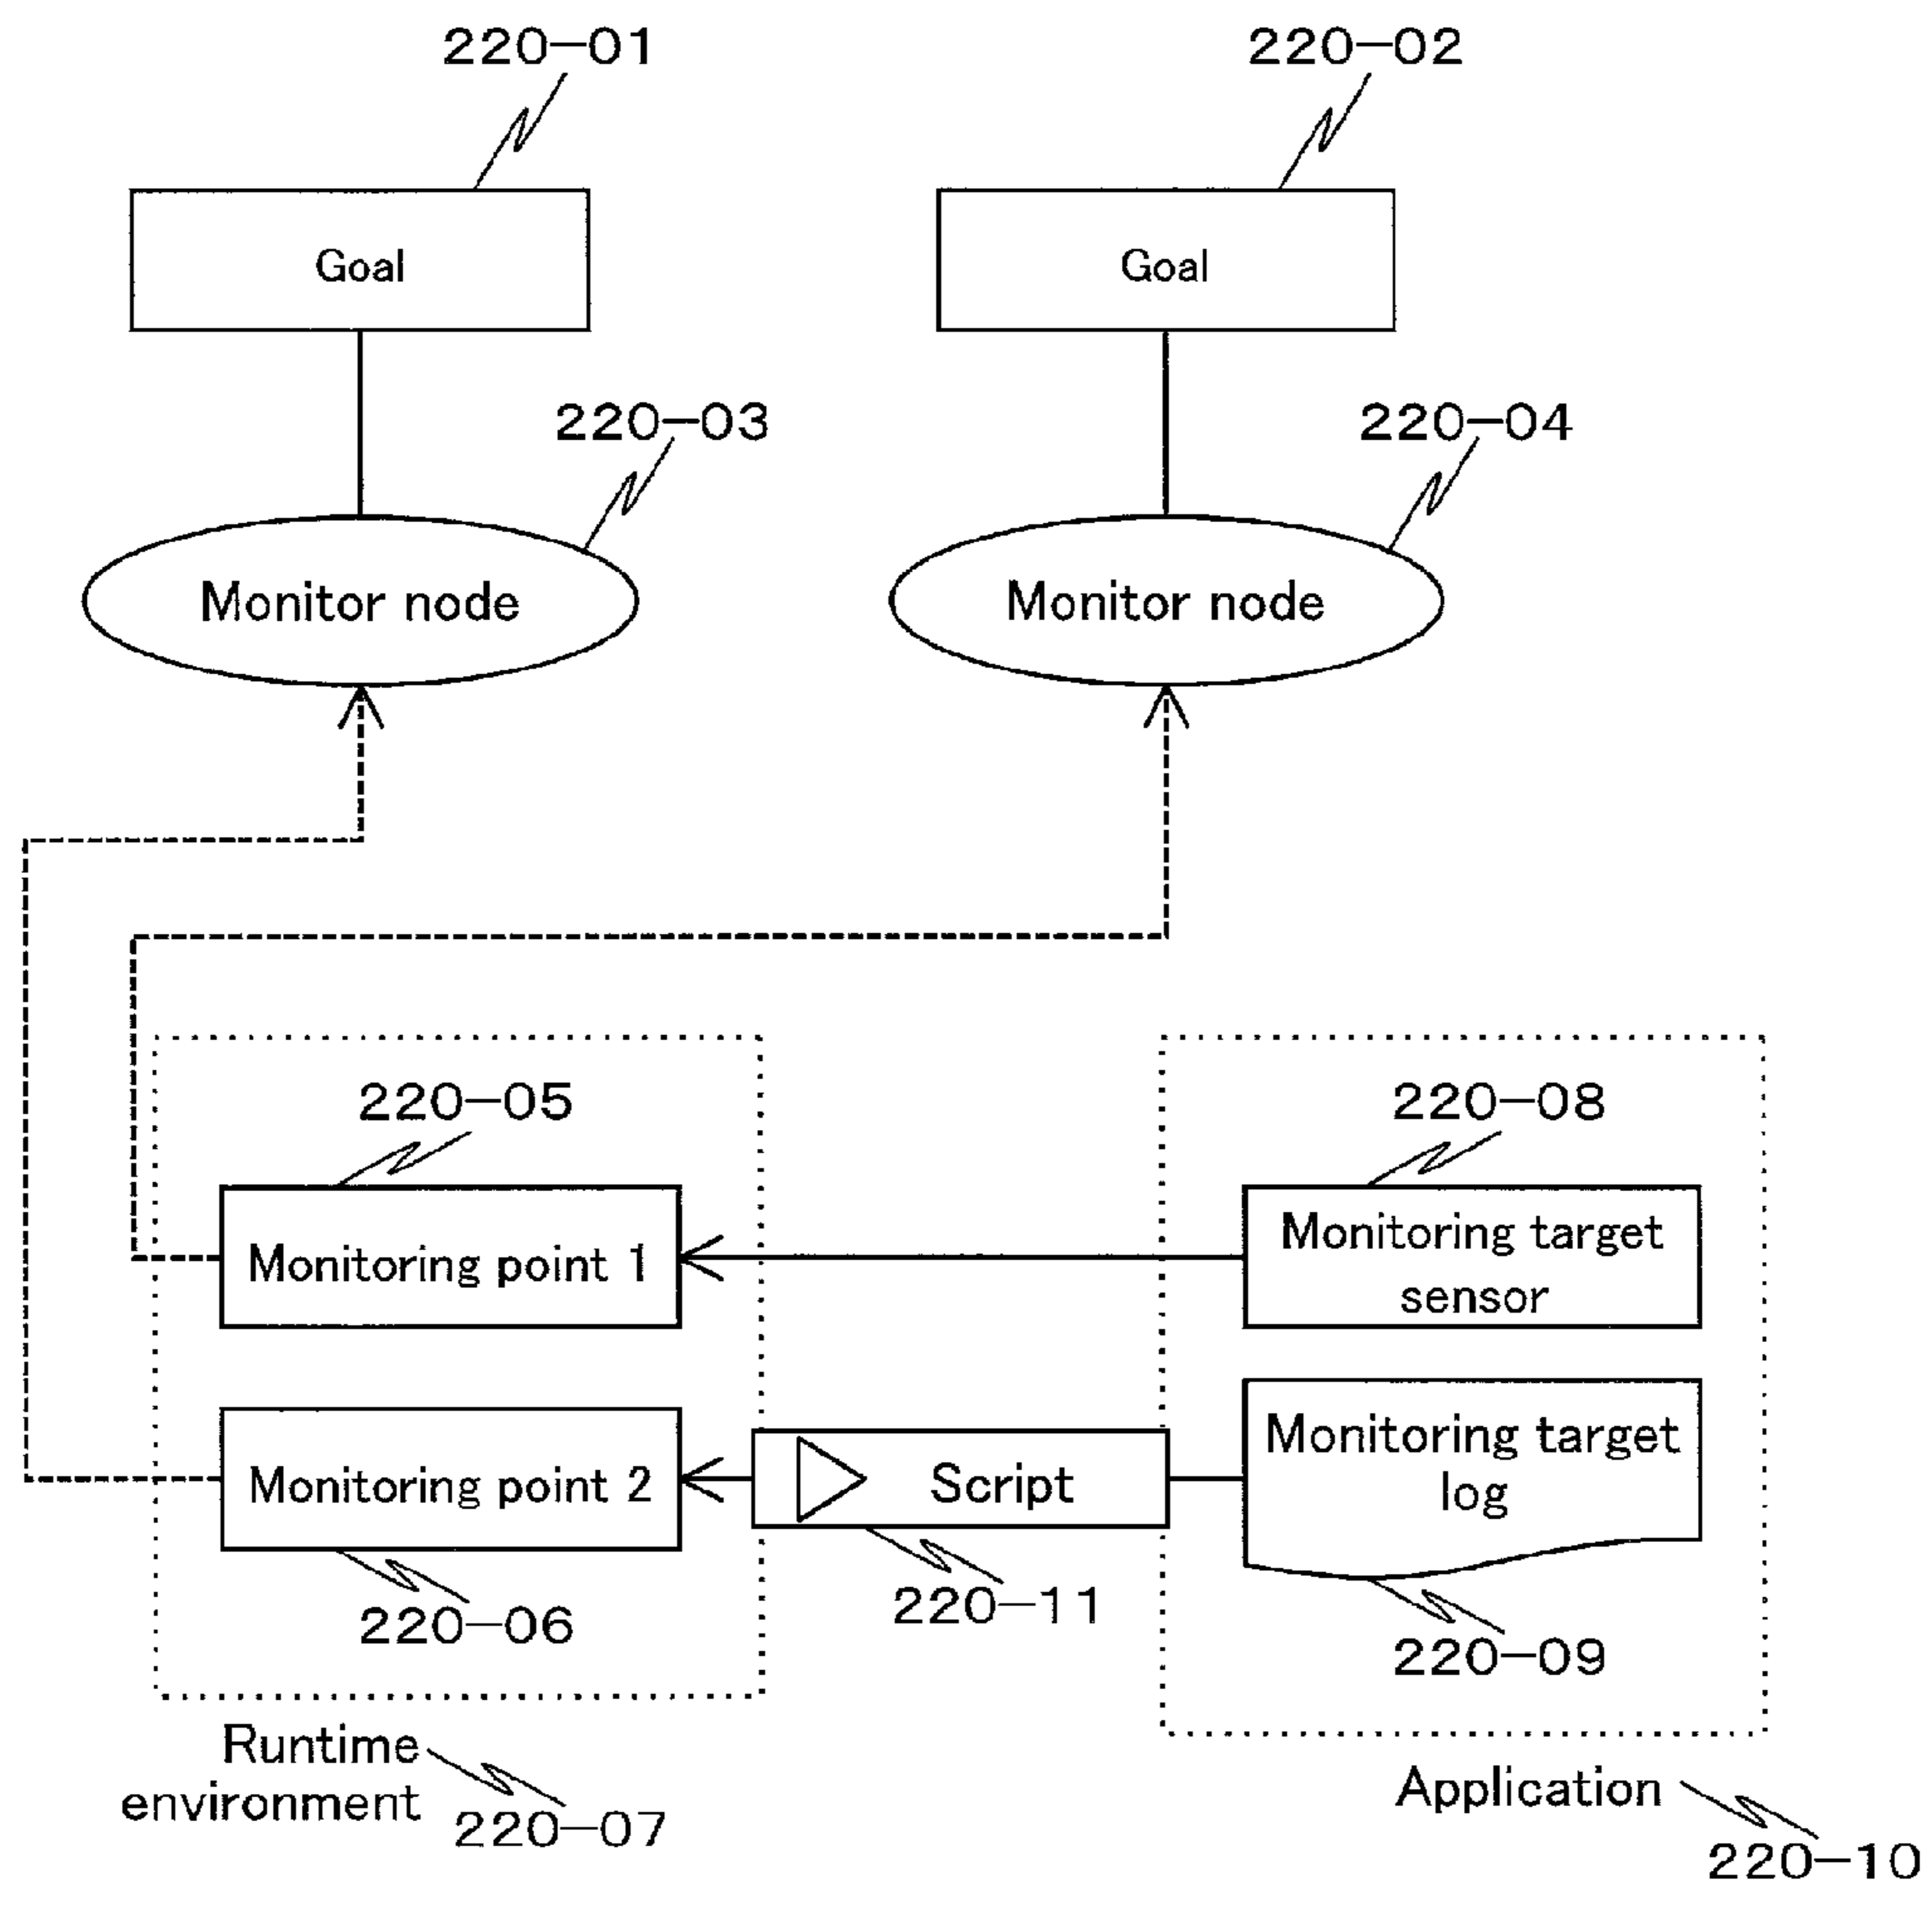 220-01
220-02
Goal
Goal
220-03
220-04
Monitor node
Monitor node
220-05
220-08
Monitoring point 1
Monitoring target
sensor
Monitoring point 2
Script
Monitoring target
log
220-06
220-11
220-09
Runtime
environment
220-07
Application
220-10